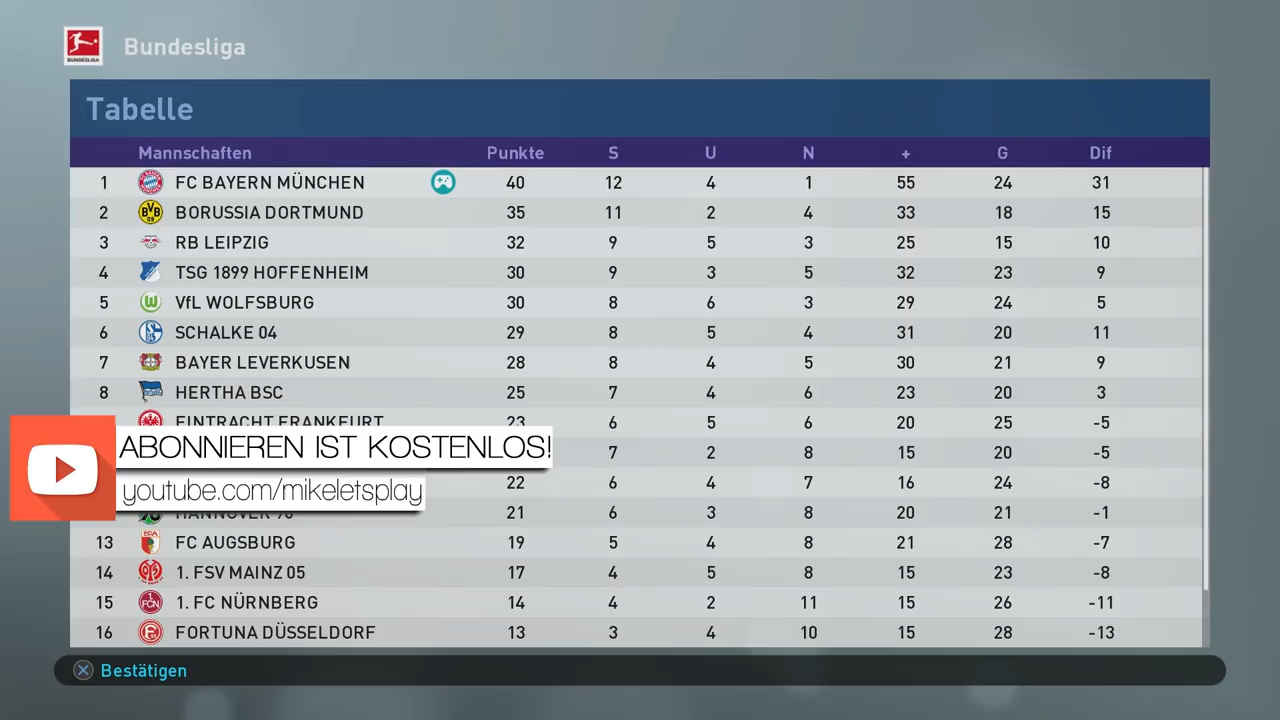 BUNDESLIGA
Bundesliga
Tabelle
Mannschaften Punkte S U N + G Dif
1 FC BAYERN MÜNCHEN 40 12 4 1 55 24 31
2 BORUSSIA DORTMUND 35 11 2 4 33 18 15
3 RB LEIPZIG 32 9 5 3 25 15 10
4 TSG 1899 HOFFENHEIM 30 9 3 5 32 23 9
5 VfL WOLFSBURG 30 8 6 3 29 24 5
6 SCHALKE 04 29 8 5 4 31 20 11
7 BAYER LEVERKUSEN 28 8 4 5 30 21 9
8 HERTHA BSC 25 7 4 6 23 20 3
EINTRACHT FRANKFURT 23 6 5 6 20 25 -5
ABONNIEREN IST KOSTENLOS!
7 2 8 15 20 -5
youtube.com/mikeletsplay
22 6 4 7 16 24 -8
HANNOVER 96 21 6 3 8 20 21 -1
13 FC AUGSBURG 19 5 4 8 21 28 -7
14 1. FSV MAINZ 05 17 4 5 8 15 23 -8
15 1. FC NÜRNBERG 14 4 2 11 15 26 -11
16 FORTUNA DÜSSELDORF 13 3 4 10 15 28 -13
Bestätigen